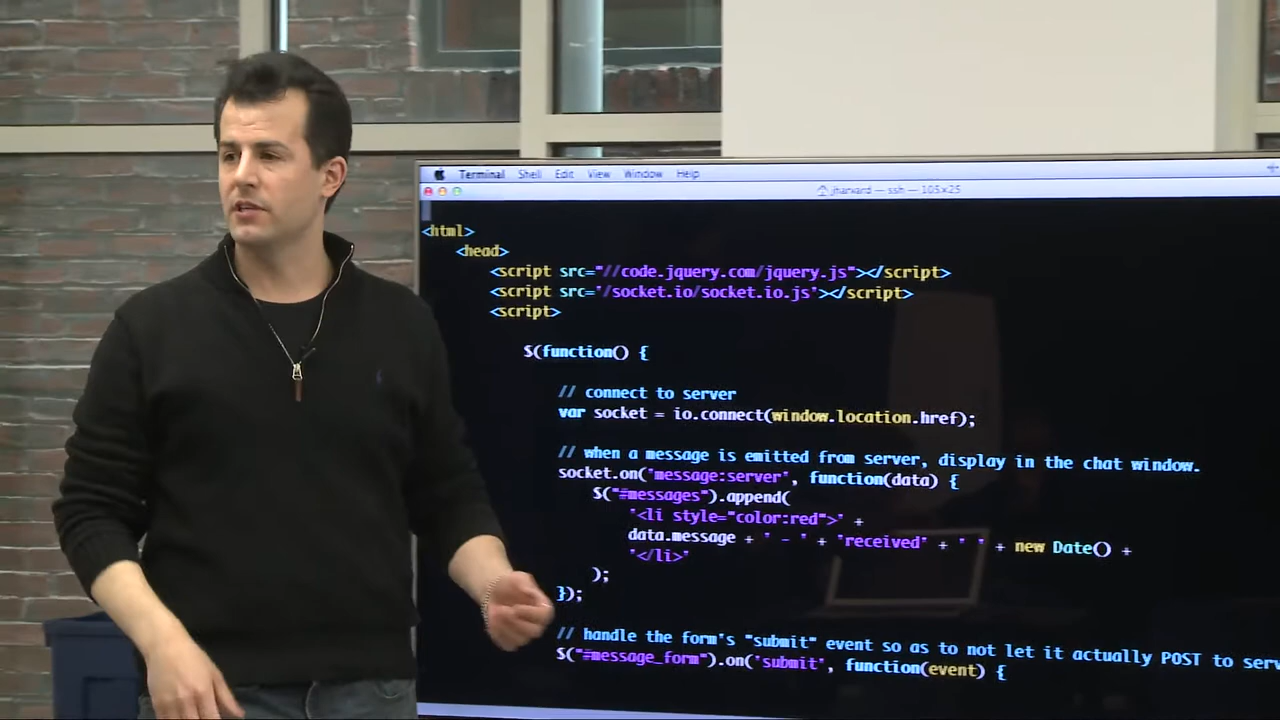 Terminal Shell Edit View Window Help
jharvard — ssh — 105x25
<html>
<head>
<script src="//code.jquery.com/jquery.js"></script>
<script src='/socket.io/socket.io.js'></script>
<script>
$(function() {
// connect to server
var socket = io.connect(window.location.href);
// when a message is emitted from server, display in the chat window.
socket.on('message:server', function(data) {
$("#messages").append(
'<li style="color:red">' +
data.message + ' - ' + 'received' + ' ' + new Date() +
'</li>'
);
});
// handle the form's "submit" event so as to not let it actually POST to serv
$("#message_form").on('submit', function(event) {